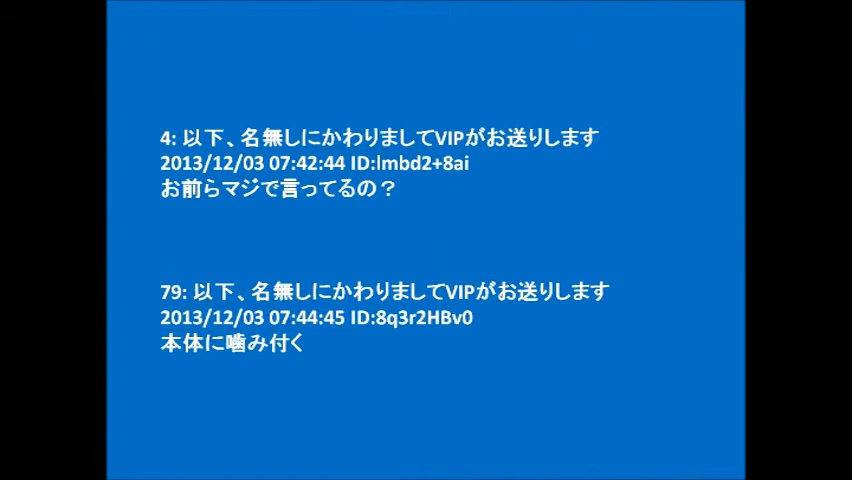 4: 以下、名無しにかわりましてVIPがお送りします
2013/12/03 07:42:44 ID:lmbd2+8ai
お前らマジで言ってるの？
79: 以下、名無しにかわりましてVIPがお送りします
2013/12/03 07:44:45 ID:8q3r2HBv0
本体に噛み付く